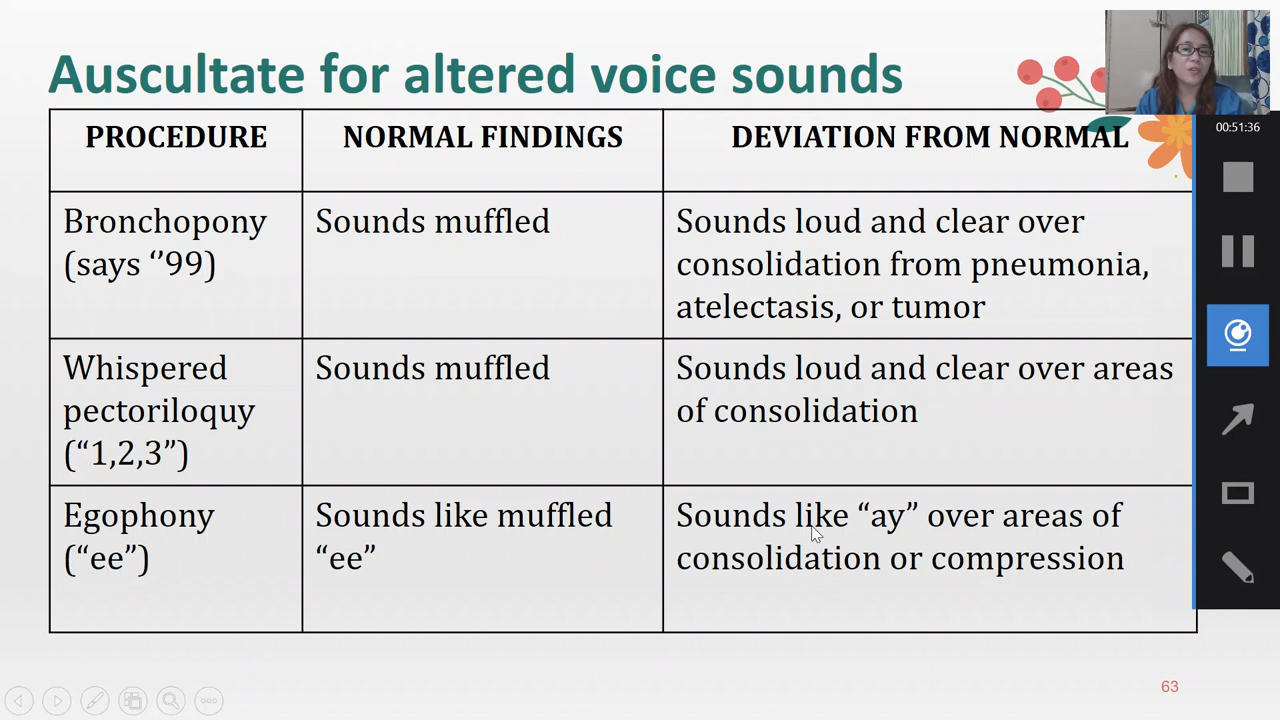 Auscultate for altered voice sounds
00:51:36
PROCEDURE
NORMAL FINDINGS
DEVIATION FROM NORMAL
Bronchopony
(says ‘’99)
Sounds muffled
Sounds loud and clear over
consolidation from pneumonia,
atelectasis, or tumor
Whispered
pectoriloquy
(“1,2,3”)
Sounds muffled
Sounds loud and clear over areas
of consolidation
Egophony
(“ee”)
Sounds like muffled
“ee”
Sounds like “ay” over areas of
consolidation or compression
63